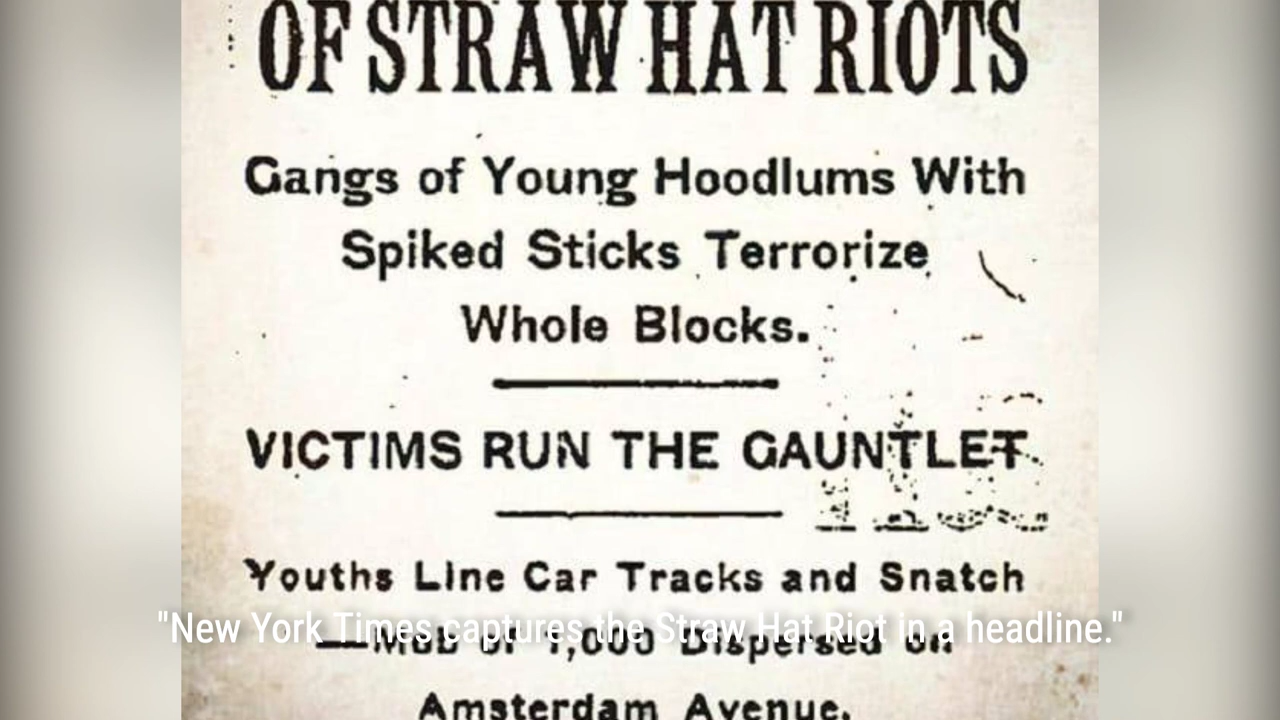 OF STRAW HAT RIOTS
Gangs of Young Hoodlums With
Spiked Sticks Terrorize
Whole Blocks.
VICTIMS RUN THE GAUNTLET
Youths Line Car Tracks and Snatch
"New York Times captures the Straw Hat Riot in a headline."
—Mob of 1,000 Dispersed on
Amsterdam Avenue.